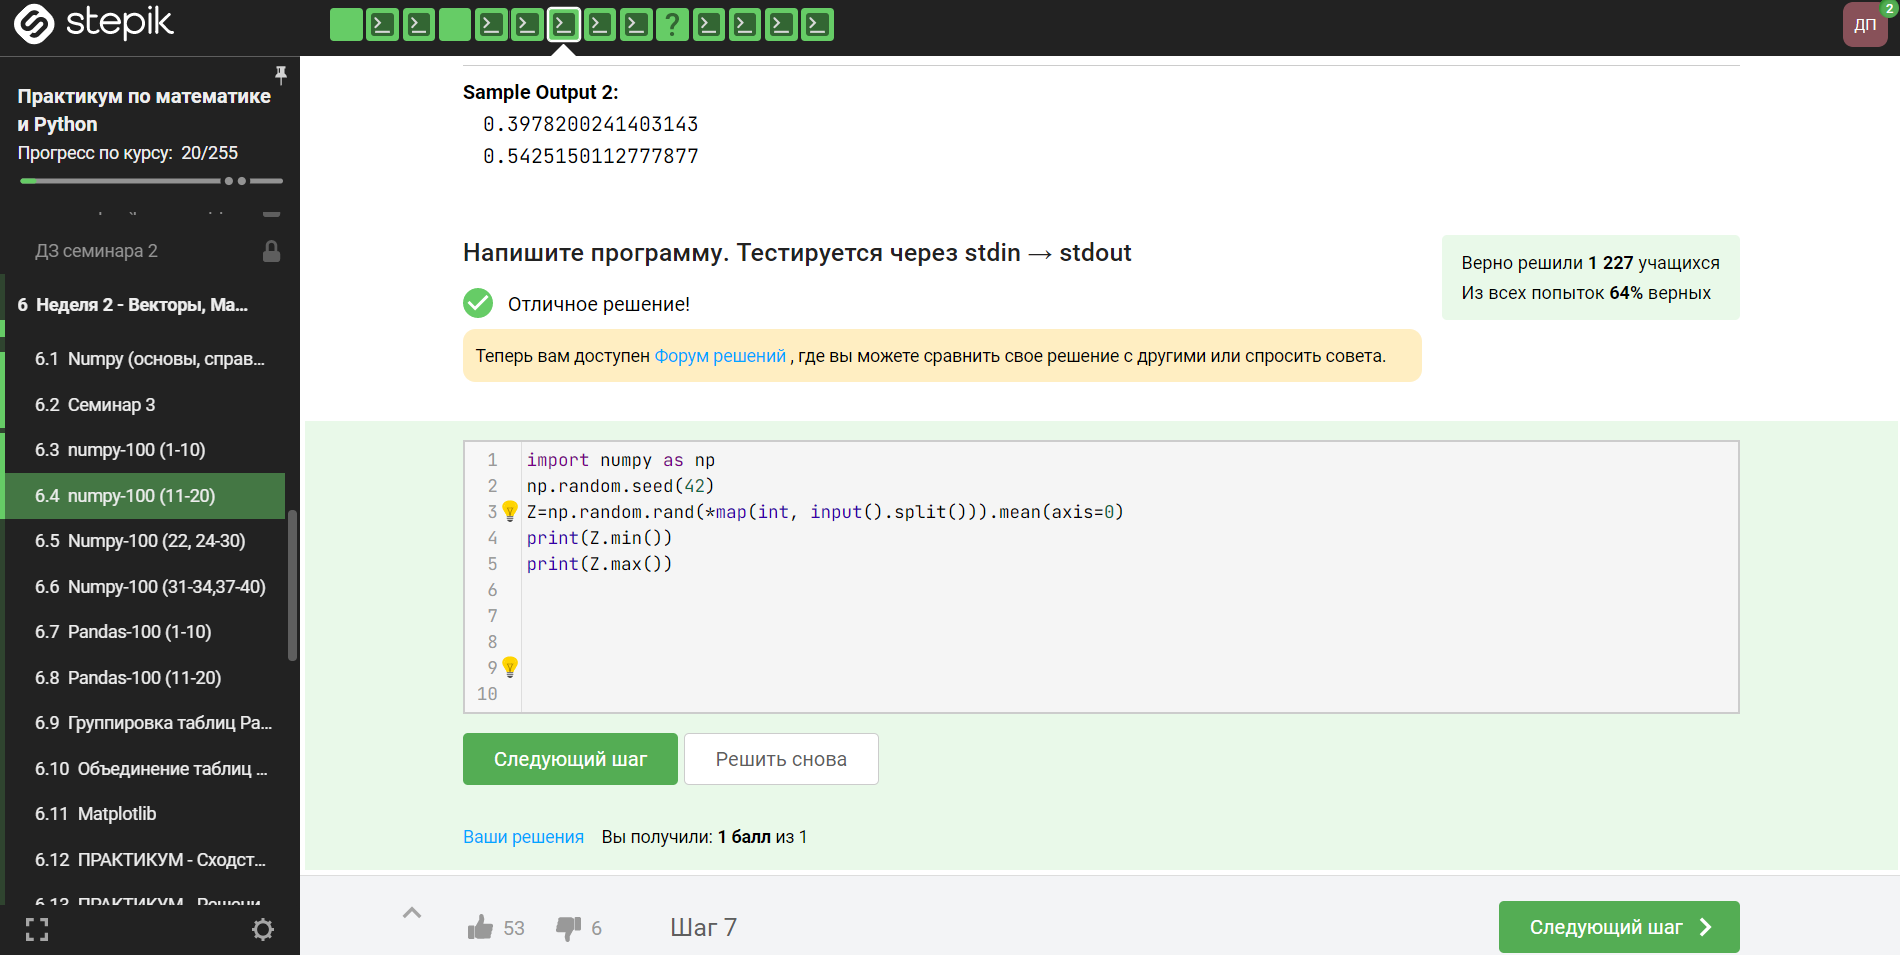 stepik
ДП
2
Практикум по математике
и Python
Прогресс по курсу: 20/255
ДЗ семинара 2
6 Неделя 2 - Векторы, Ма...
6.1 Numpy (основы, справ...
6.2 Семинар 3
6.3 numpy-100 (1-10)
6.4 numpy-100 (11-20)
6.5 Numpy-100 (22, 24-30)
6.6 Numpy-100 (31-34,37-40)
6.7 Pandas-100 (1-10)
6.8 Pandas-100 (11-20)
6.9 Группировка таблиц Pa...
6.10 Объединение таблиц ...
6.11 Matplotlib
6.12 ПРАКТИКУМ - Сходст...
6.13 ПРАКТИКУМ - Решени...
Sample Output 2:
0.3978200241403143
0.5425150112777877
Напишите программу. Тестируется через stdin → stdout
Верно решили 1 227 учащихся
Из всех попыток 64% верных
Отличное решение!
Теперь вам доступен Форум решений , где вы можете сравнить свое решение с другими или спросить совета.
1 import numpy as np
2 np.random.seed(42)
3 Z=np.random.rand(*map(int, input().split())).mean(axis=0)
4 print(Z.min())
5 print(Z.max())
6
7
8
9
10
Следующий шаг
Решить снова
Ваши решения Вы получили: 1 балл из 1
53
6
Шаг 7
Следующий шаг